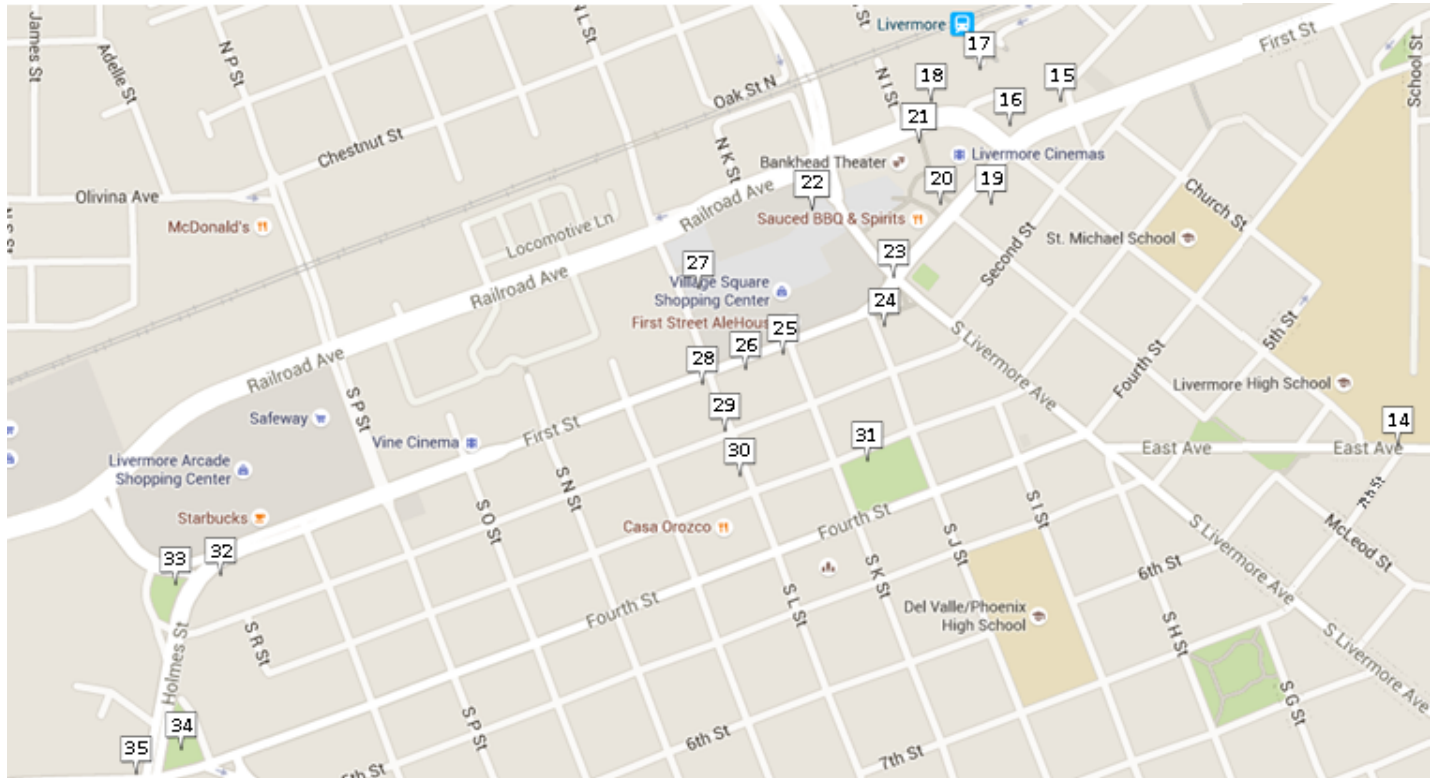 James St
Adelle St
N P St
N L St
Livermore
17
First St
School St
N I St
18
15
Oak St N
16
21
Chestnut St
N K St
Bankhead Theater
Livermore Cinemas
Olivina Ave
22
20
19
Church St
McDonald's
Railroad Ave
Sauced BBQ & Spirits
Second St
St. Michael School
Locomotive Ln
23
27
Railroad Ave
Village Square
Shopping Center
24
First Street AleHous
25
5th St
S Livermore Ave
Fourth St
26
28
Railroad Ave
Livermore High School
S P St
29
14
Safeway
First St
Vine Cinema
31
30
East Ave
East Ave
Livermore Arcade
Shopping Center
S N St
7th St
Starbucks
S O St
Casa Orozco
Fourth St
S Livermore Ave
McLeod St
33
32
S J St
S I St
S K St
6th St
S L St
Fourth St
Del Valle/Phoenix
High School
S R St
Holmes St
S H St
S Livermore Ave
34
S P St
S G St
35
6th St
7th St
5th St